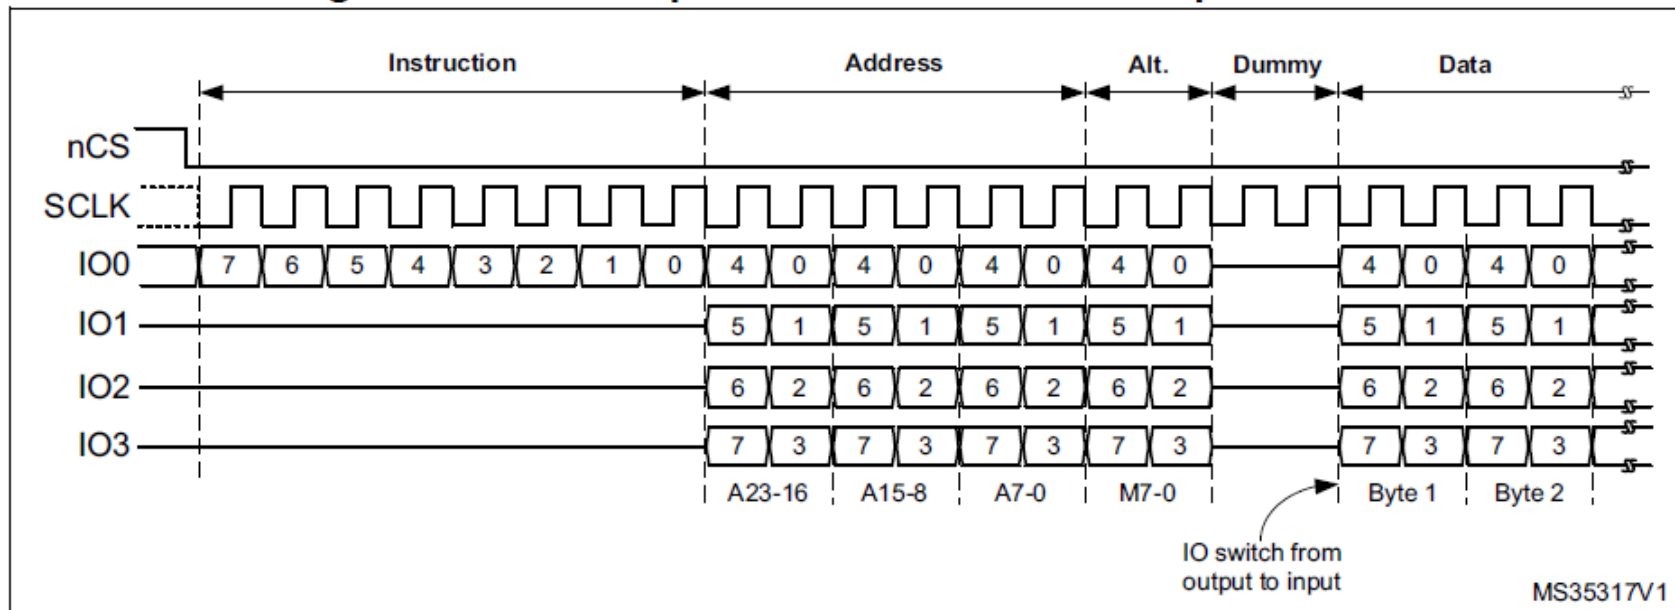 Instruction Address Alt. Dummy Data
nCS
SCLK
IO0 7 6 5 4 3 2 1 0 4 0 4 0 4 0 4 0 4 0 4 0
IO1 5 1 5 1 5 1 5 1 5 1 5 1
IO2 6 2 6 2 6 2 6 2 6 2 6 2
IO3 7 3 7 3 7 3 7 3 7 3 7 3
A23-16 A15-8 A7-0 M7-0 Byte 1 Byte 2
IO switch from
output to input
MS35317V1